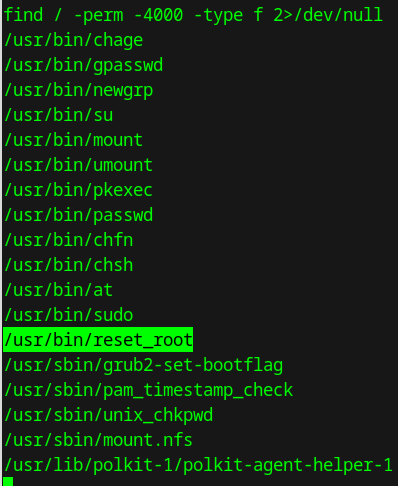 find / -perm -4000 -type f 2>/dev/null
/usr/bin/chage
/usr/bin/gpasswd
/usr/bin/newgrp
/usr/bin/su
/usr/bin/mount
/usr/bin/umount
/usr/bin/pkexec
/usr/bin/passwd
/usr/bin/chfn
/usr/bin/chsh
/usr/bin/at
/usr/bin/sudo
/usr/bin/reset_root
/usr/sbin/grub2-set-bootflag
/usr/sbin/pam_timestamp_check
/usr/sbin/unix_chkpwd
/usr/sbin/mount.nfs
/usr/lib/polkit-1/polkit-agent-helper-1